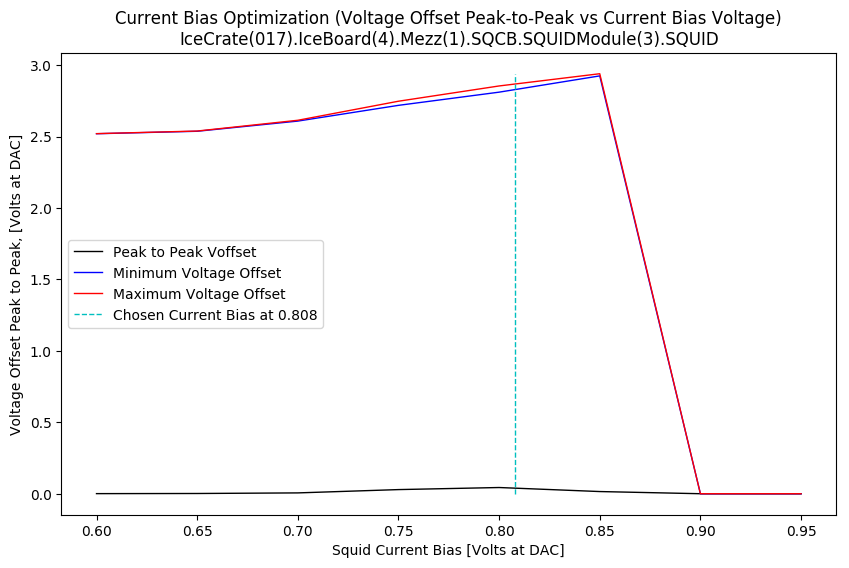 Current Bias Optimization (Voltage Offset Peak-to-Peak vs Current Bias Voltage)
IceCrate(017).IceBoard(4).Mezz(1).SQCB.SQUIDModule(3).SQUID
Voltage Offset Peak to Peak, [Volts at DAC]
3.0
2.5
2.0
1.5
1.0
0.5
0.0
Peak to Peak Voffset
Minimum Voltage Offset
Maximum Voltage Offset
Chosen Current Bias at 0.808
0.60 0.65 0.70 0.75 0.80 0.85 0.90 0.95
Squid Current Bias [Volts at DAC]